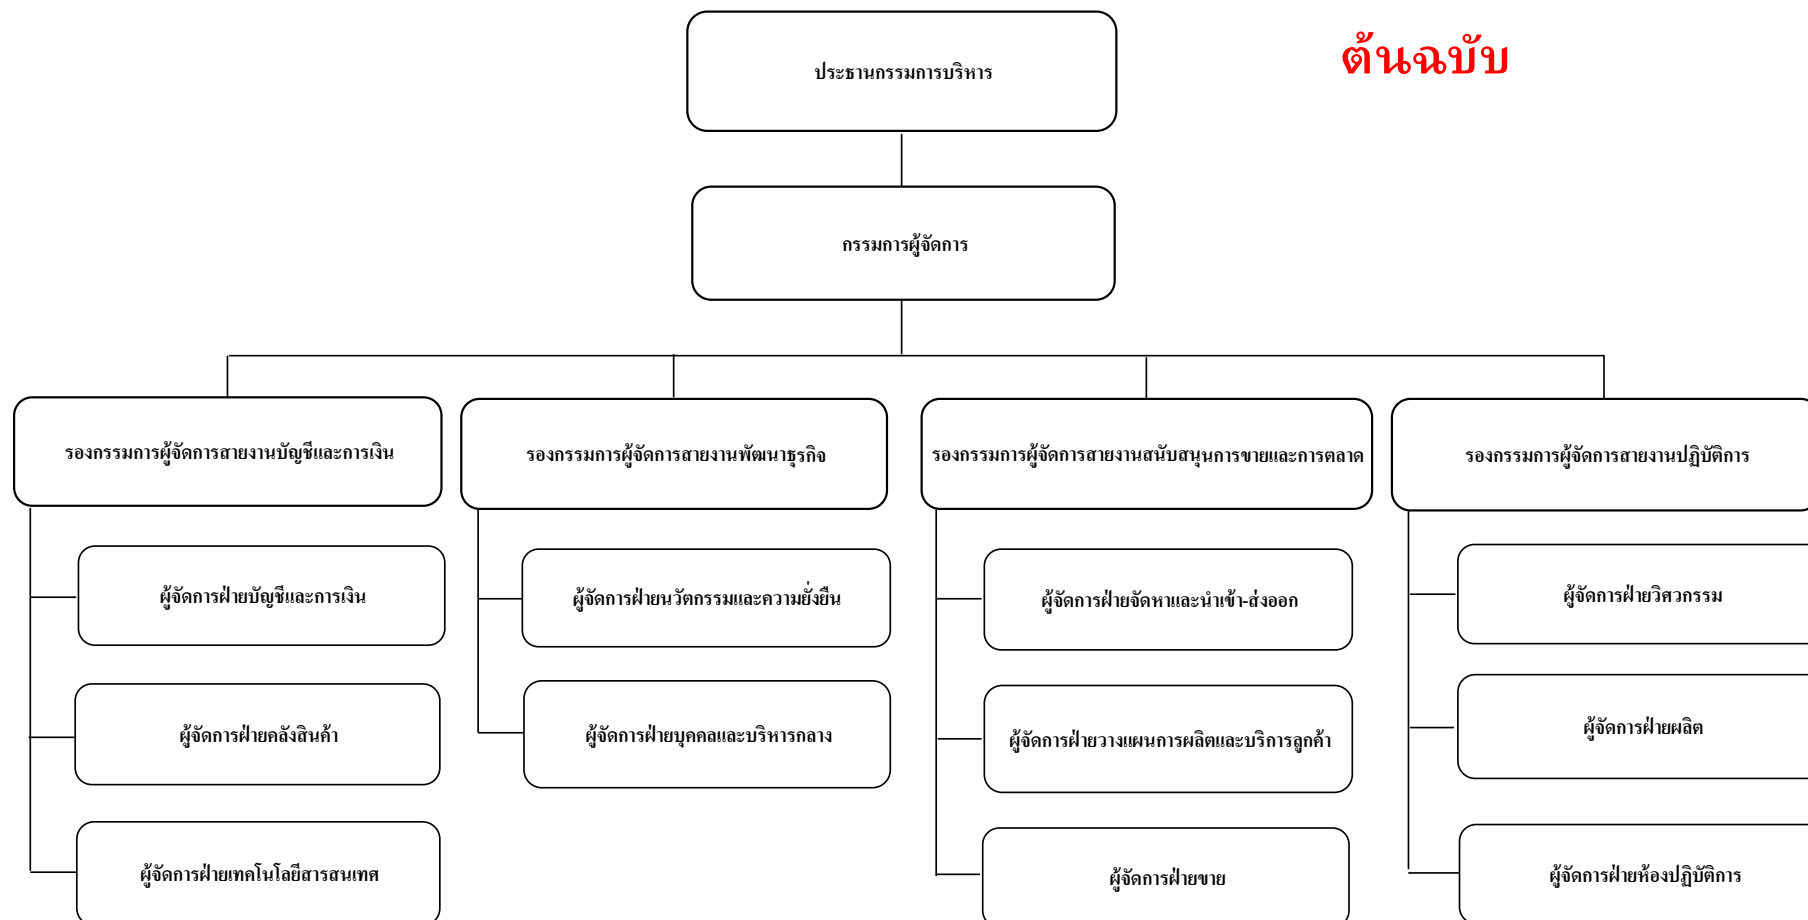 ต้นฉบับ
ประธานกรรมการบริหาร
กรรมการผู้จัดการ
รองกรรมการผู้จัดการสายงานบัญชีและการเงิน
รองกรรมการผู้จัดการสายงานพัฒนาธุรกิจ
รองกรรมการผู้จัดการสายงานสนับสนุนการขายและการตลาด
รองกรรมการผู้จัดการสายงานปฏิบัติการ
ผู้จัดการฝ่ายบัญชีและการเงิน
ผู้จัดการฝ่ายนวัตกรรมและความยั่งยืน
ผู้จัดการฝ่ายจัดหาและนำเข้า-ส่งออก
ผู้จัดการฝ่ายวิศวกรรม
ผู้จัดการฝ่ายคลังสินค้า
ผู้จัดการฝ่ายบุคคลและบริหารกลาง
ผู้จัดการฝ่ายวางแผนการผลิตและบริการลูกค้า
ผู้จัดการฝ่ายผลิต
ผู้จัดการฝ่ายเทคโนโลยีสารสนเทศ
ผู้จัดการฝ่ายขาย
ผู้จัดการฝ่ายห้องปฏิบัติการ